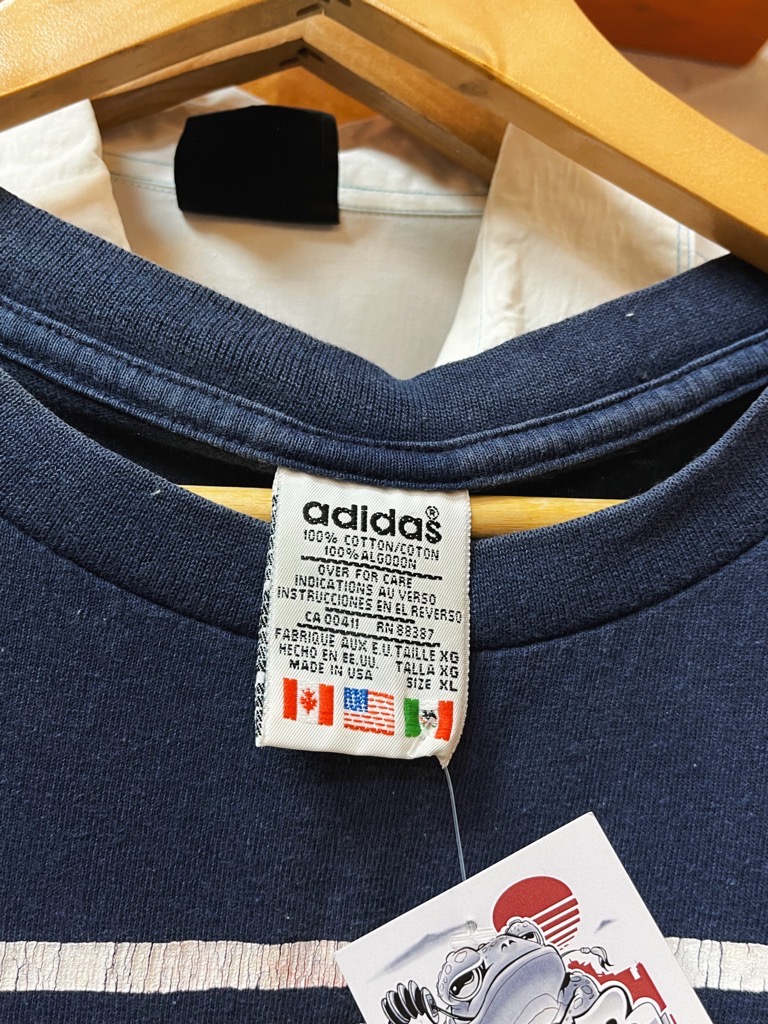 adidas®
100% COTTON/COTON
100% ALGODON
OVER FOR CARE
INDICATIONS AU VERSO
INSTRUCCIONES EN EL REVERSO
CA 00411 RN 88387
FABRIQUE AUX E.U. TAILLE XG
HECHO EN EE.UU. TALLA XG
MADE IN USA SIZE XL